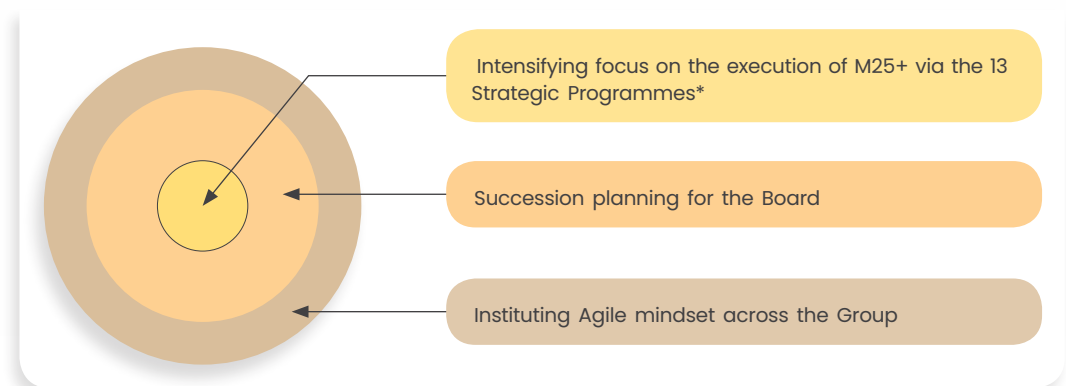 Intensifying focus on the execution of M25+ via the 13
Strategic Programmes*
Succession planning for the Board
Instituting Agile mindset across the Group